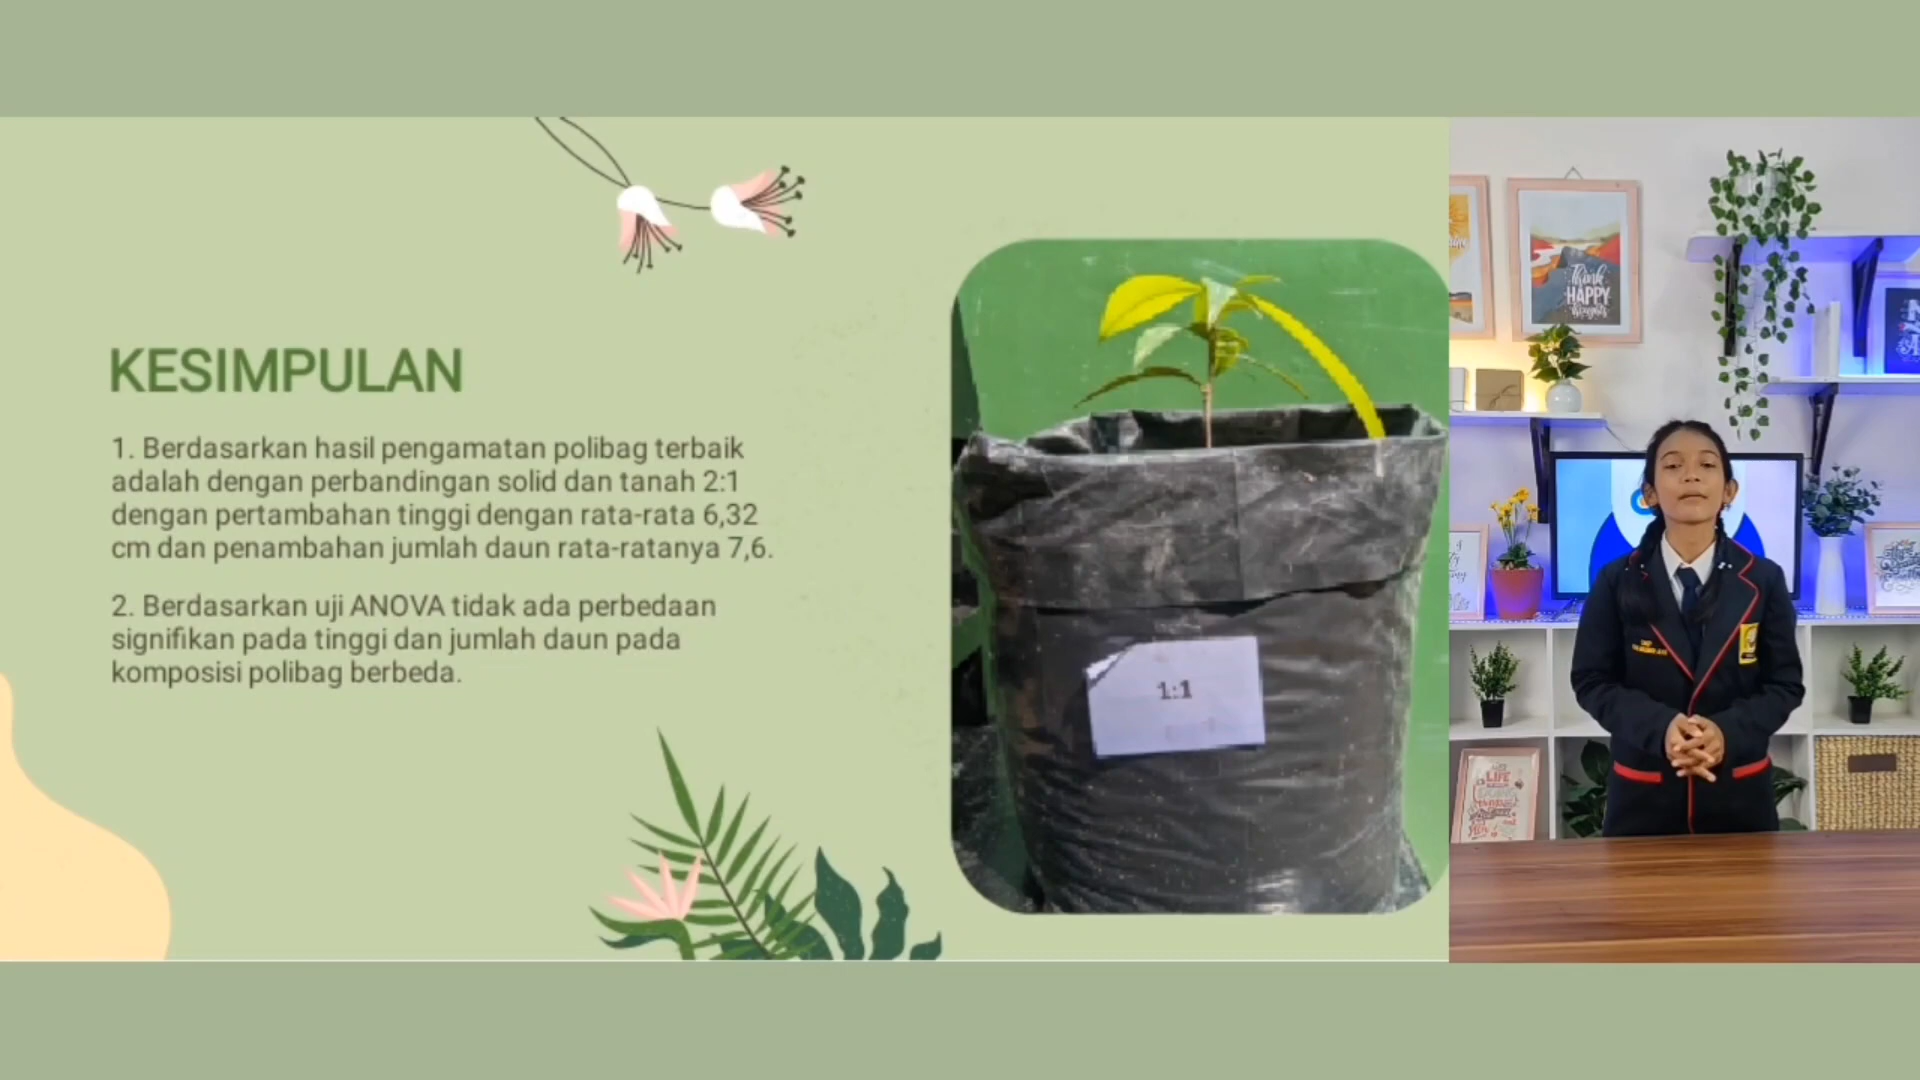 KESIMPULAN
1. Berdasarkan hasil pengamatan polibag terbaik
adalah dengan perbandingan solid dan tanah 2:1
dengan pertambahan tinggi dengan rata-rata 6,32
cm dan penambahan jumlah daun rata-ratanya 7,6.
2. Berdasarkan uji ANOVA tidak ada perbedaan
signifikan pada tinggi dan jumlah daun pada
komposisi polibag berbeda.
1:1
Think
HAPPY
thoughts
LIFE